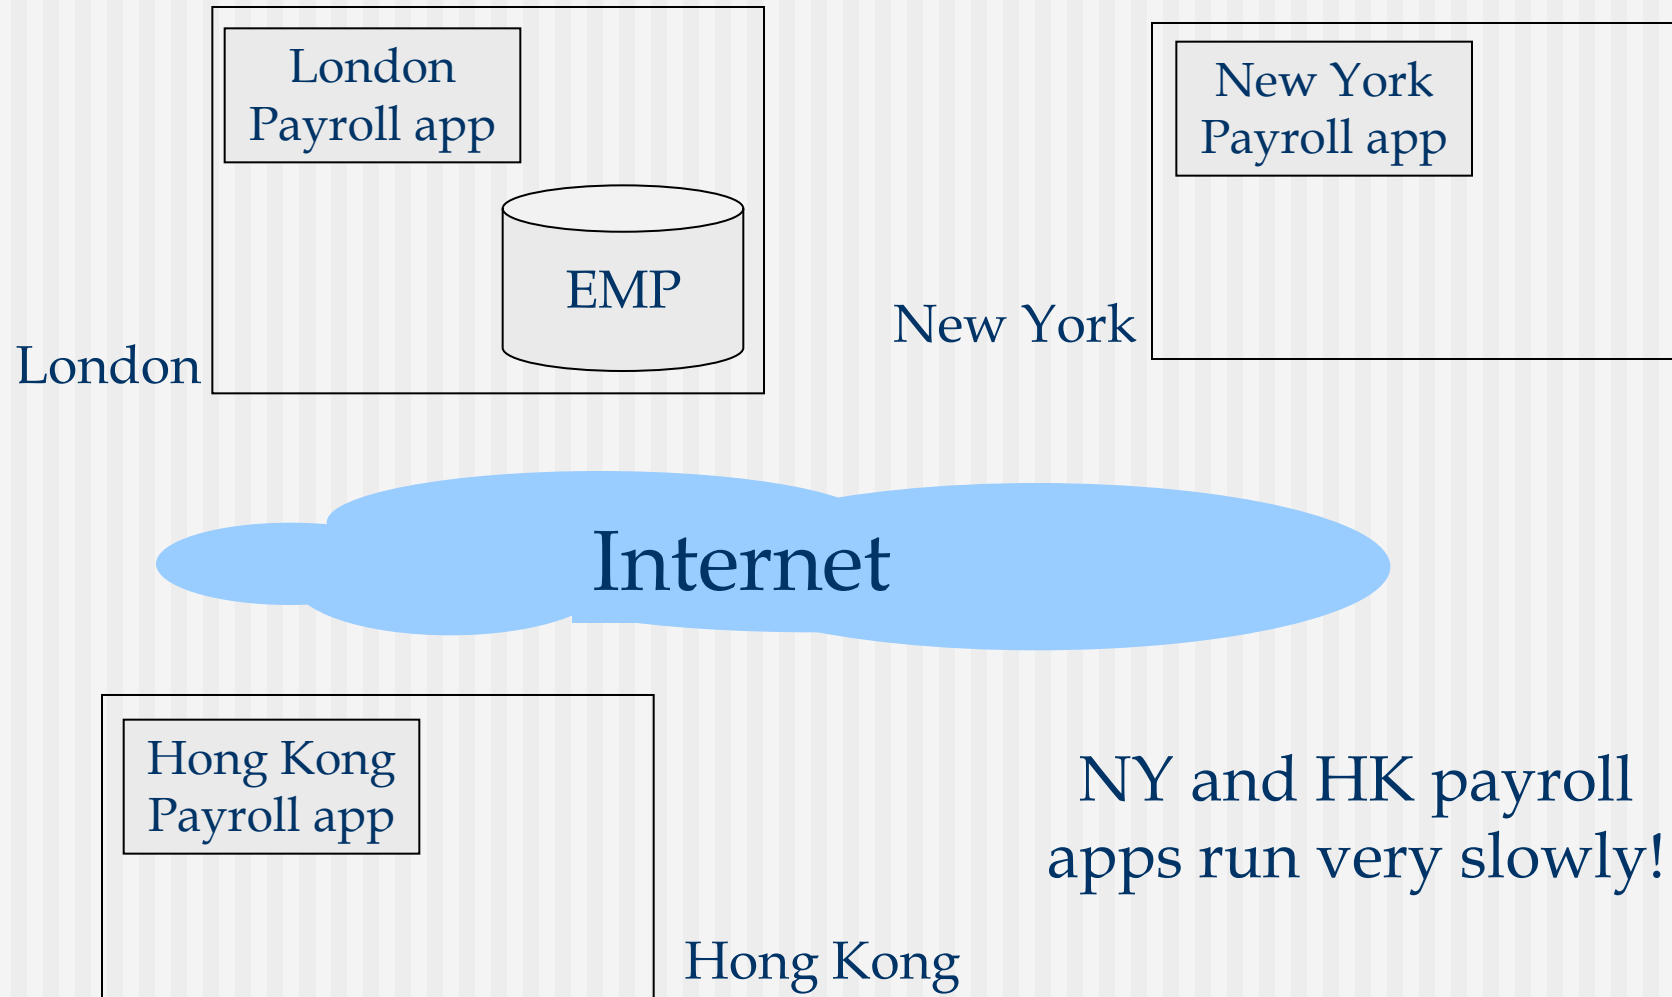 London
Payroll app
EMP
London
New York
Payroll app
New York
Internet
Hong Kong
Payroll app
Hong Kong
NY and HK payroll
apps run very slowly!